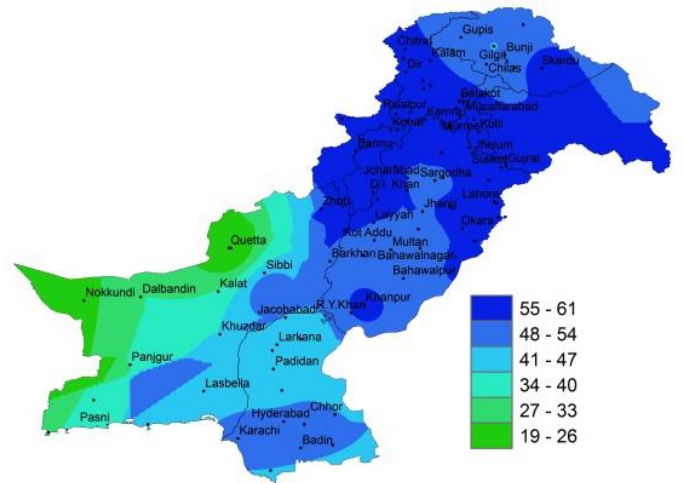 Gupis
Chitral
Kalam
Bunji
Gilgit
Dir
Chilas
Skardu
Balakot
Risalpur
Kamra
Muzaffarabad
Kohat
Murree
Kotli
Bannu
Jhelum
Sialkot
Gujrat
Joharabad
Sargodha
D.I. Khan
Zhob
Lahore
Layyah
Jhang
Okara
Kot Addu
Quetta
Multan
Barkhan
Bahawalnagar
Sibbi
Bahawalpur
Nokkundi
Dalbandin
Kalat
R.Y.Khan
Khanpur
Jacobabad
Khuzdar
Larkana
Panjgur
Padidan
Lasbella
Pasni
Hyderabad
Chhor
Karachi
Badin
55 - 61
48 - 54
41 - 47
34 - 40
27 - 33
19 - 26